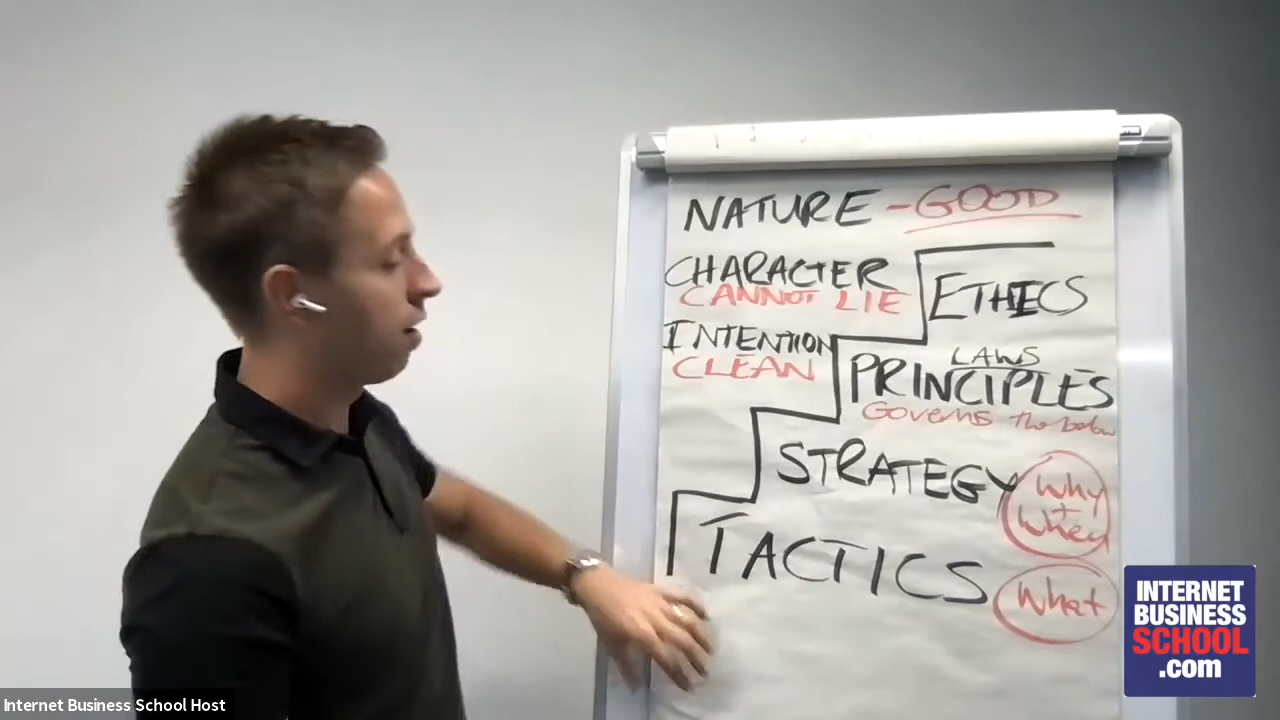 NATURE - GOOD
CHARACTER
CANNOT LIE
ETHICS
INTENTION
CLEAN
LAWS
PRINCIPLES
Governs the below
STRATEGY
Why
+
When
TACTICS
What
INTERNET
BUSINESS
SCHOOL
.com
Internet Business School Host